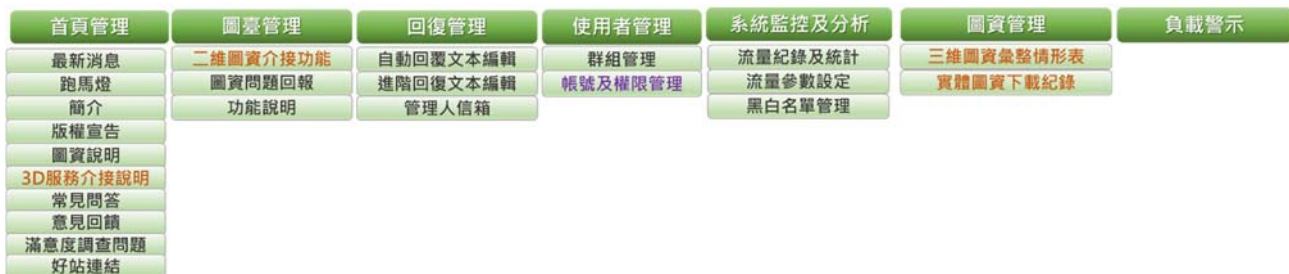 首頁管理
最新消息
跑馬燈
簡介
版權宣告
圖資說明
3D服務介接說明
常見問答
意見回饋
滿意度調查問題
好站連結
圖臺管理
二維圖資介接功能
圖資問題回報
功能說明
回復管理
自動回覆文本編輯
進階回復文本編輯
管理人信箱
使用者管理
群組管理
帳號及權限管理
系統監控及分析
流量紀錄及統計
流量參數設定
黑白名單管理
圖資管理
三維圖資彙整情形表
實體圖資下載紀錄
負載警示